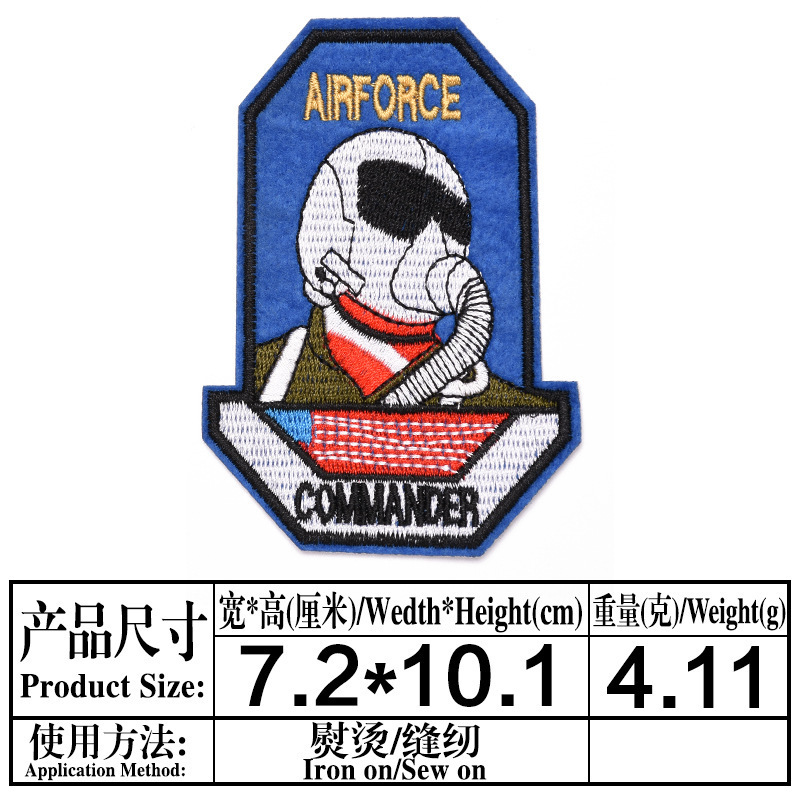 AIRFORCE
COMMANDER
产品尺寸
Product Size:
宽*高(厘米)/Wedth*Height(cm)
7.2*10.1
重量(克)/Weight(g)
4.11
使用方法:
Application Method:
熨烫/缝纫
Iron on/Sew on